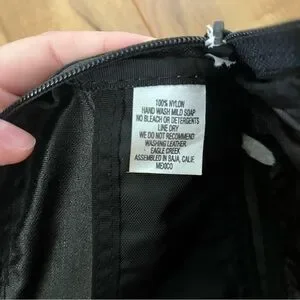 100% NYLON
HAND WASH MILD SOAP
NO BLEACH OR DETERGENTS
LINE DRY
WE DO NOT RECOMMEND
WASHING LEATHER
EAGLE CREEK
ASSEMBLED IN BAJA, CALIF
MEXICO